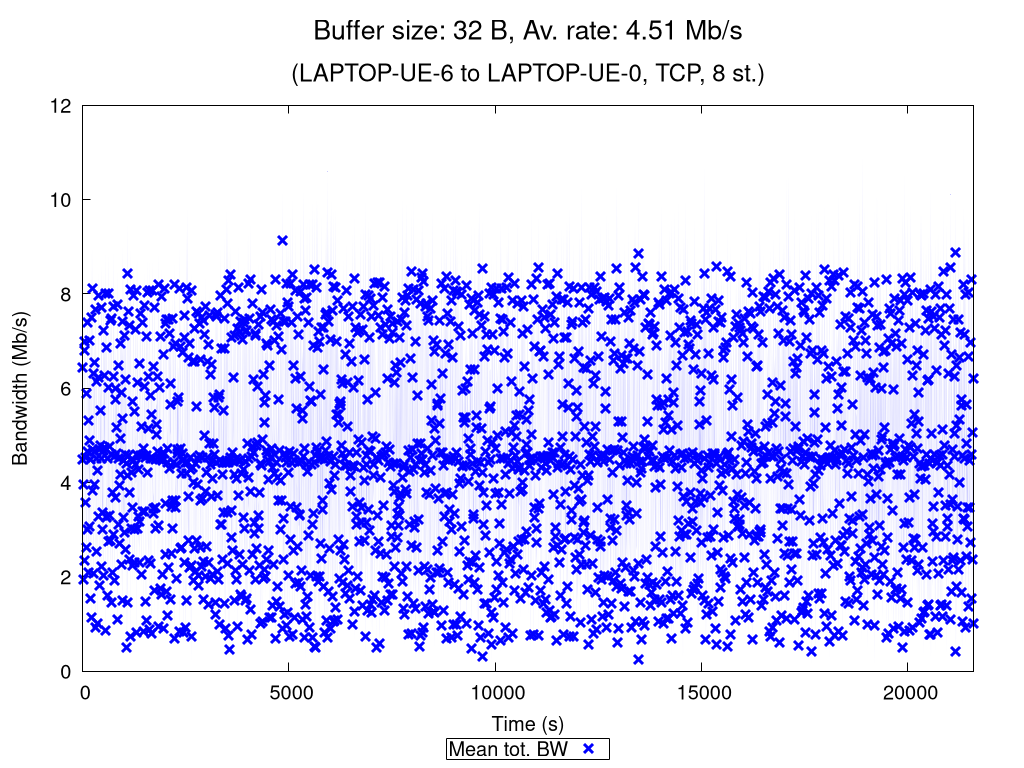 Buffer size: 32 B, Av. rate: 4.51 Mb/s
(LAPTOP-UE-6 to LAPTOP-UE-0, TCP, 8 st.)
12
10
8
6
4
2
0
Bandwidth (Mb/s)
0 5000 10000 15000 20000
Time (s)
Mean tot. BW